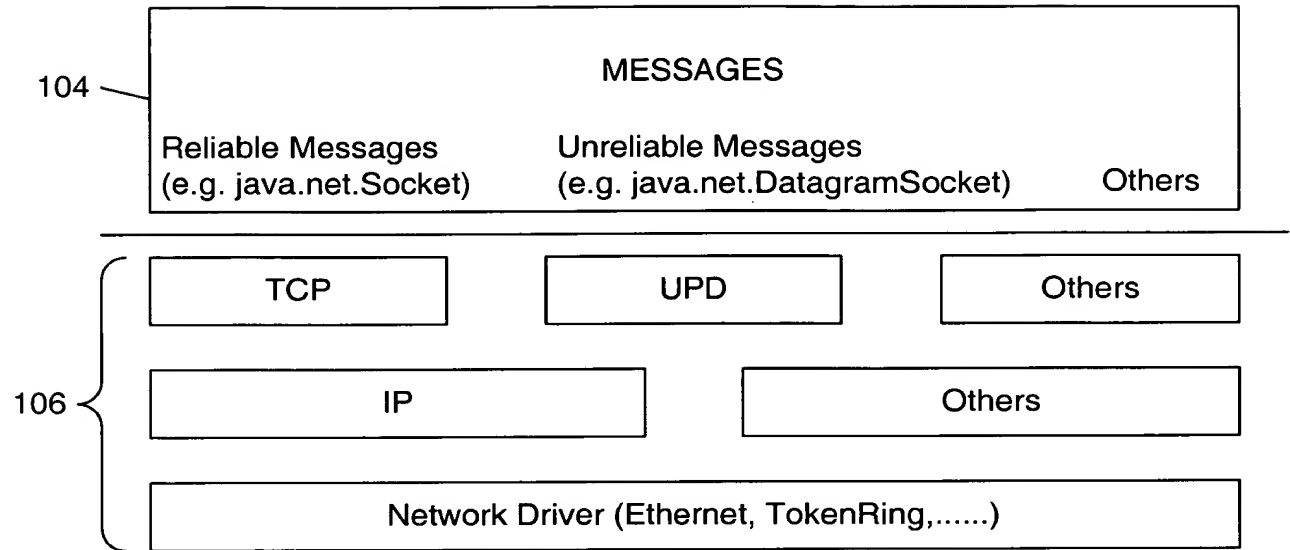 MESSAGES
104
Reliable Messages
(e.g. java.net.Socket)
Unreliable Messages
(e.g. java.net.DatagramSocket)
Others
TCP
UPD
Others
106
IP
Others
Network Driver (Ethernet, TokenRing,......)